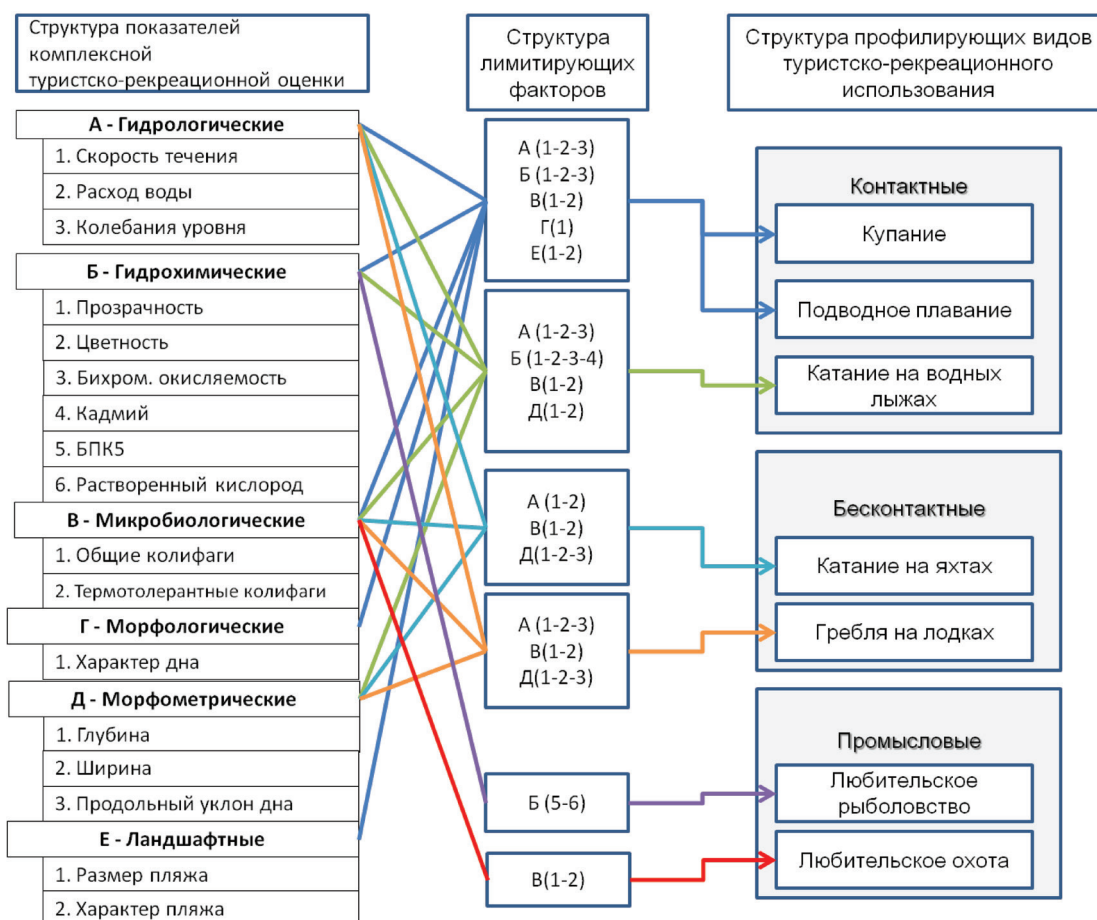 Структура показателей
комплексной
туристско-рекреационной оценки
А - Гидрологические
1. Скорость течения
2. Расход воды
3. Колебания уровня
Б - Гидрохимические
1. Прозрачность
2. Цветность
3. Бихром. окисляемость
4. Кадмий
5. БПК5
6. Растворенный кислород
В - Микробиологические
1. Общие колифаги
2. Термотолерантные колифаги
Г - Морфологические
1. Характер дна
Д - Морфометрические
1. Глубина
2. Ширина
3. Продольный уклон дна
Е - Ландшафтные
1. Размер пляжа
2. Характер пляжа
Структура
лимитирующих
факторов
А (1-2-3)
Б (1-2-3)
В(1-2)
Г(1)
Е(1-2)
А (1-2-3)
Б (1-2-3-4)
В(1-2)
Д(1-2)
А (1-2)
В(1-2)
Д(1-2-3)
А (1-2-3)
В(1-2)
Д(1-2-3)
Б (5-6)
В(1-2)
Структура профилирующих видов
туристско-рекреационного
использования
Контактные
Купание
Подводное плавание
Катание на водных
лыжах
Бесконтактные
Катание на яхтах
Гребля на лодках
Промысловые
Любительское
рыболовство
Любительское охота